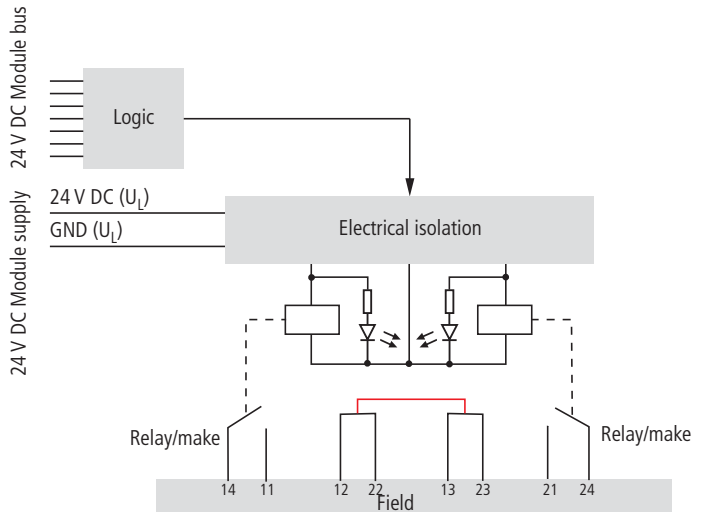 24 V DC Module bus
Logic
24 V DC Module supply
24 V DC (UL)
GND (UL)
Electrical isolation
Relay/make
Relay/make
14 11 12 22 13 23 21 24
Field